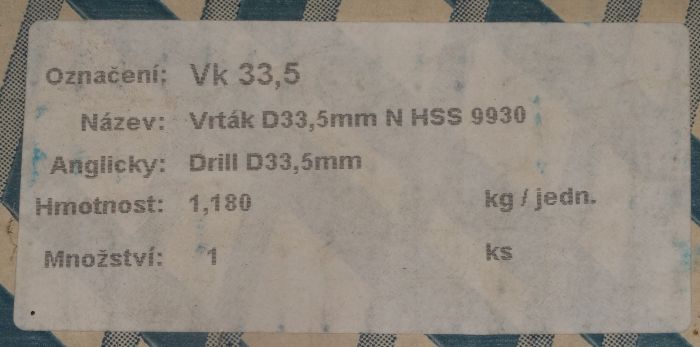 Označení: Vk 33,5
Název: Vrták D33,5mm N HSS 9930
Anglicky: Drill D33,5mm
Hmotnost: 1,180 kg / jedn.
Množství: 1 ks